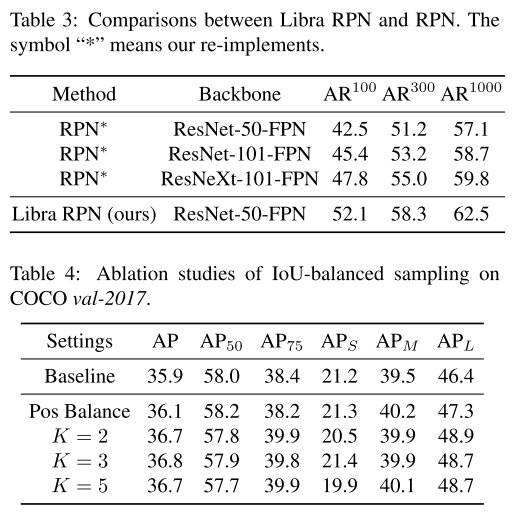 Table 3: Comparisons between Libra RPN and RPN. The
symbol “*” means our re-implements.
Method Backbone AR^100 AR^300 AR^1000
RPN* ResNet-50-FPN 42.5 51.2 57.1
RPN* ResNet-101-FPN 45.4 53.2 58.7
RPN* ResNeXt-101-FPN 47.8 55.0 59.8
Libra RPN (ours) ResNet-50-FPN 52.1 58.3 62.5
Table 4: Ablation studies of IoU-balanced sampling on
COCO val-2017.
Settings AP AP_50 AP_75 AP_S AP_M AP_L
Baseline 35.9 58.0 38.4 21.2 39.5 46.4
Pos Balance 36.1 58.2 38.2 21.3 40.2 47.3
K = 2 36.7 57.8 39.9 20.5 39.9 48.9
K = 3 36.8 57.9 39.8 21.4 39.9 48.7
K = 5 36.7 57.7 39.9 19.9 40.1 48.7